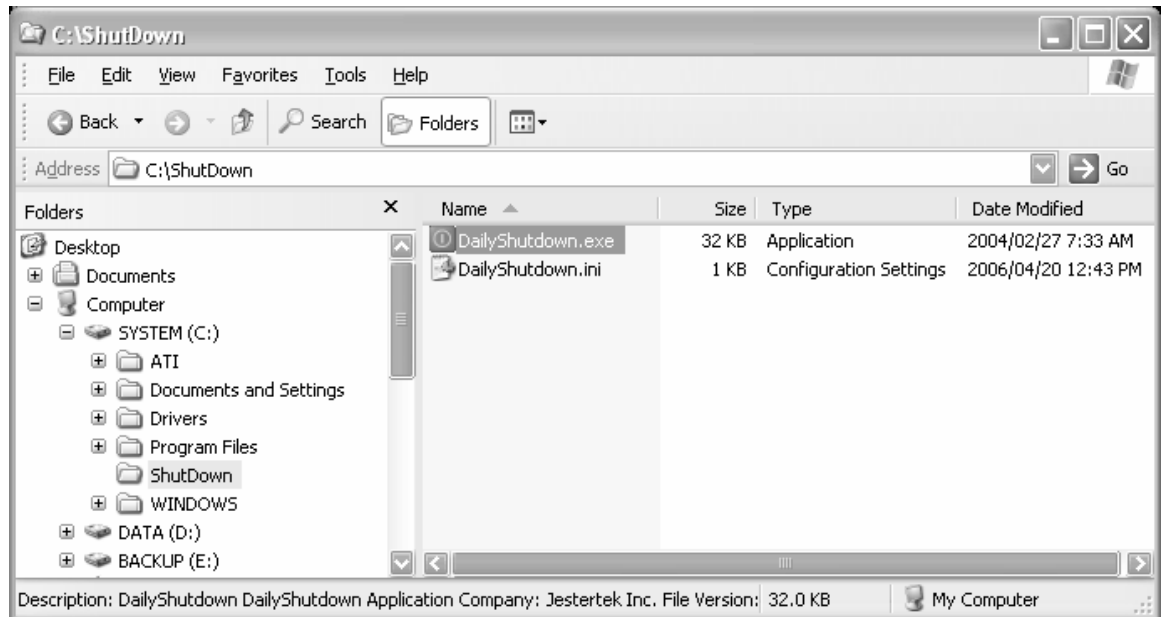 C:\ShutDown
File Edit View Favorites Tools Help
Back Search Folders
Address C:\ShutDown Go
Folders Name Size Type Date Modified
Desktop DailyShutdown.exe 32 KB Application 2004/02/27 7:33 AM
Documents DailyShutdown.ini 1 KB Configuration Settings 2006/04/20 12:43 PM
Computer
SYSTEM (C:)
ATI
Documents and Settings
Drivers
Program Files
ShutDown
WINDOWS
DATA (D:)
BACKUP (E:)
Description: DailyShutdown DailyShutdown Application Company: Jestertek Inc. File Version: 32.0 KB My Computer